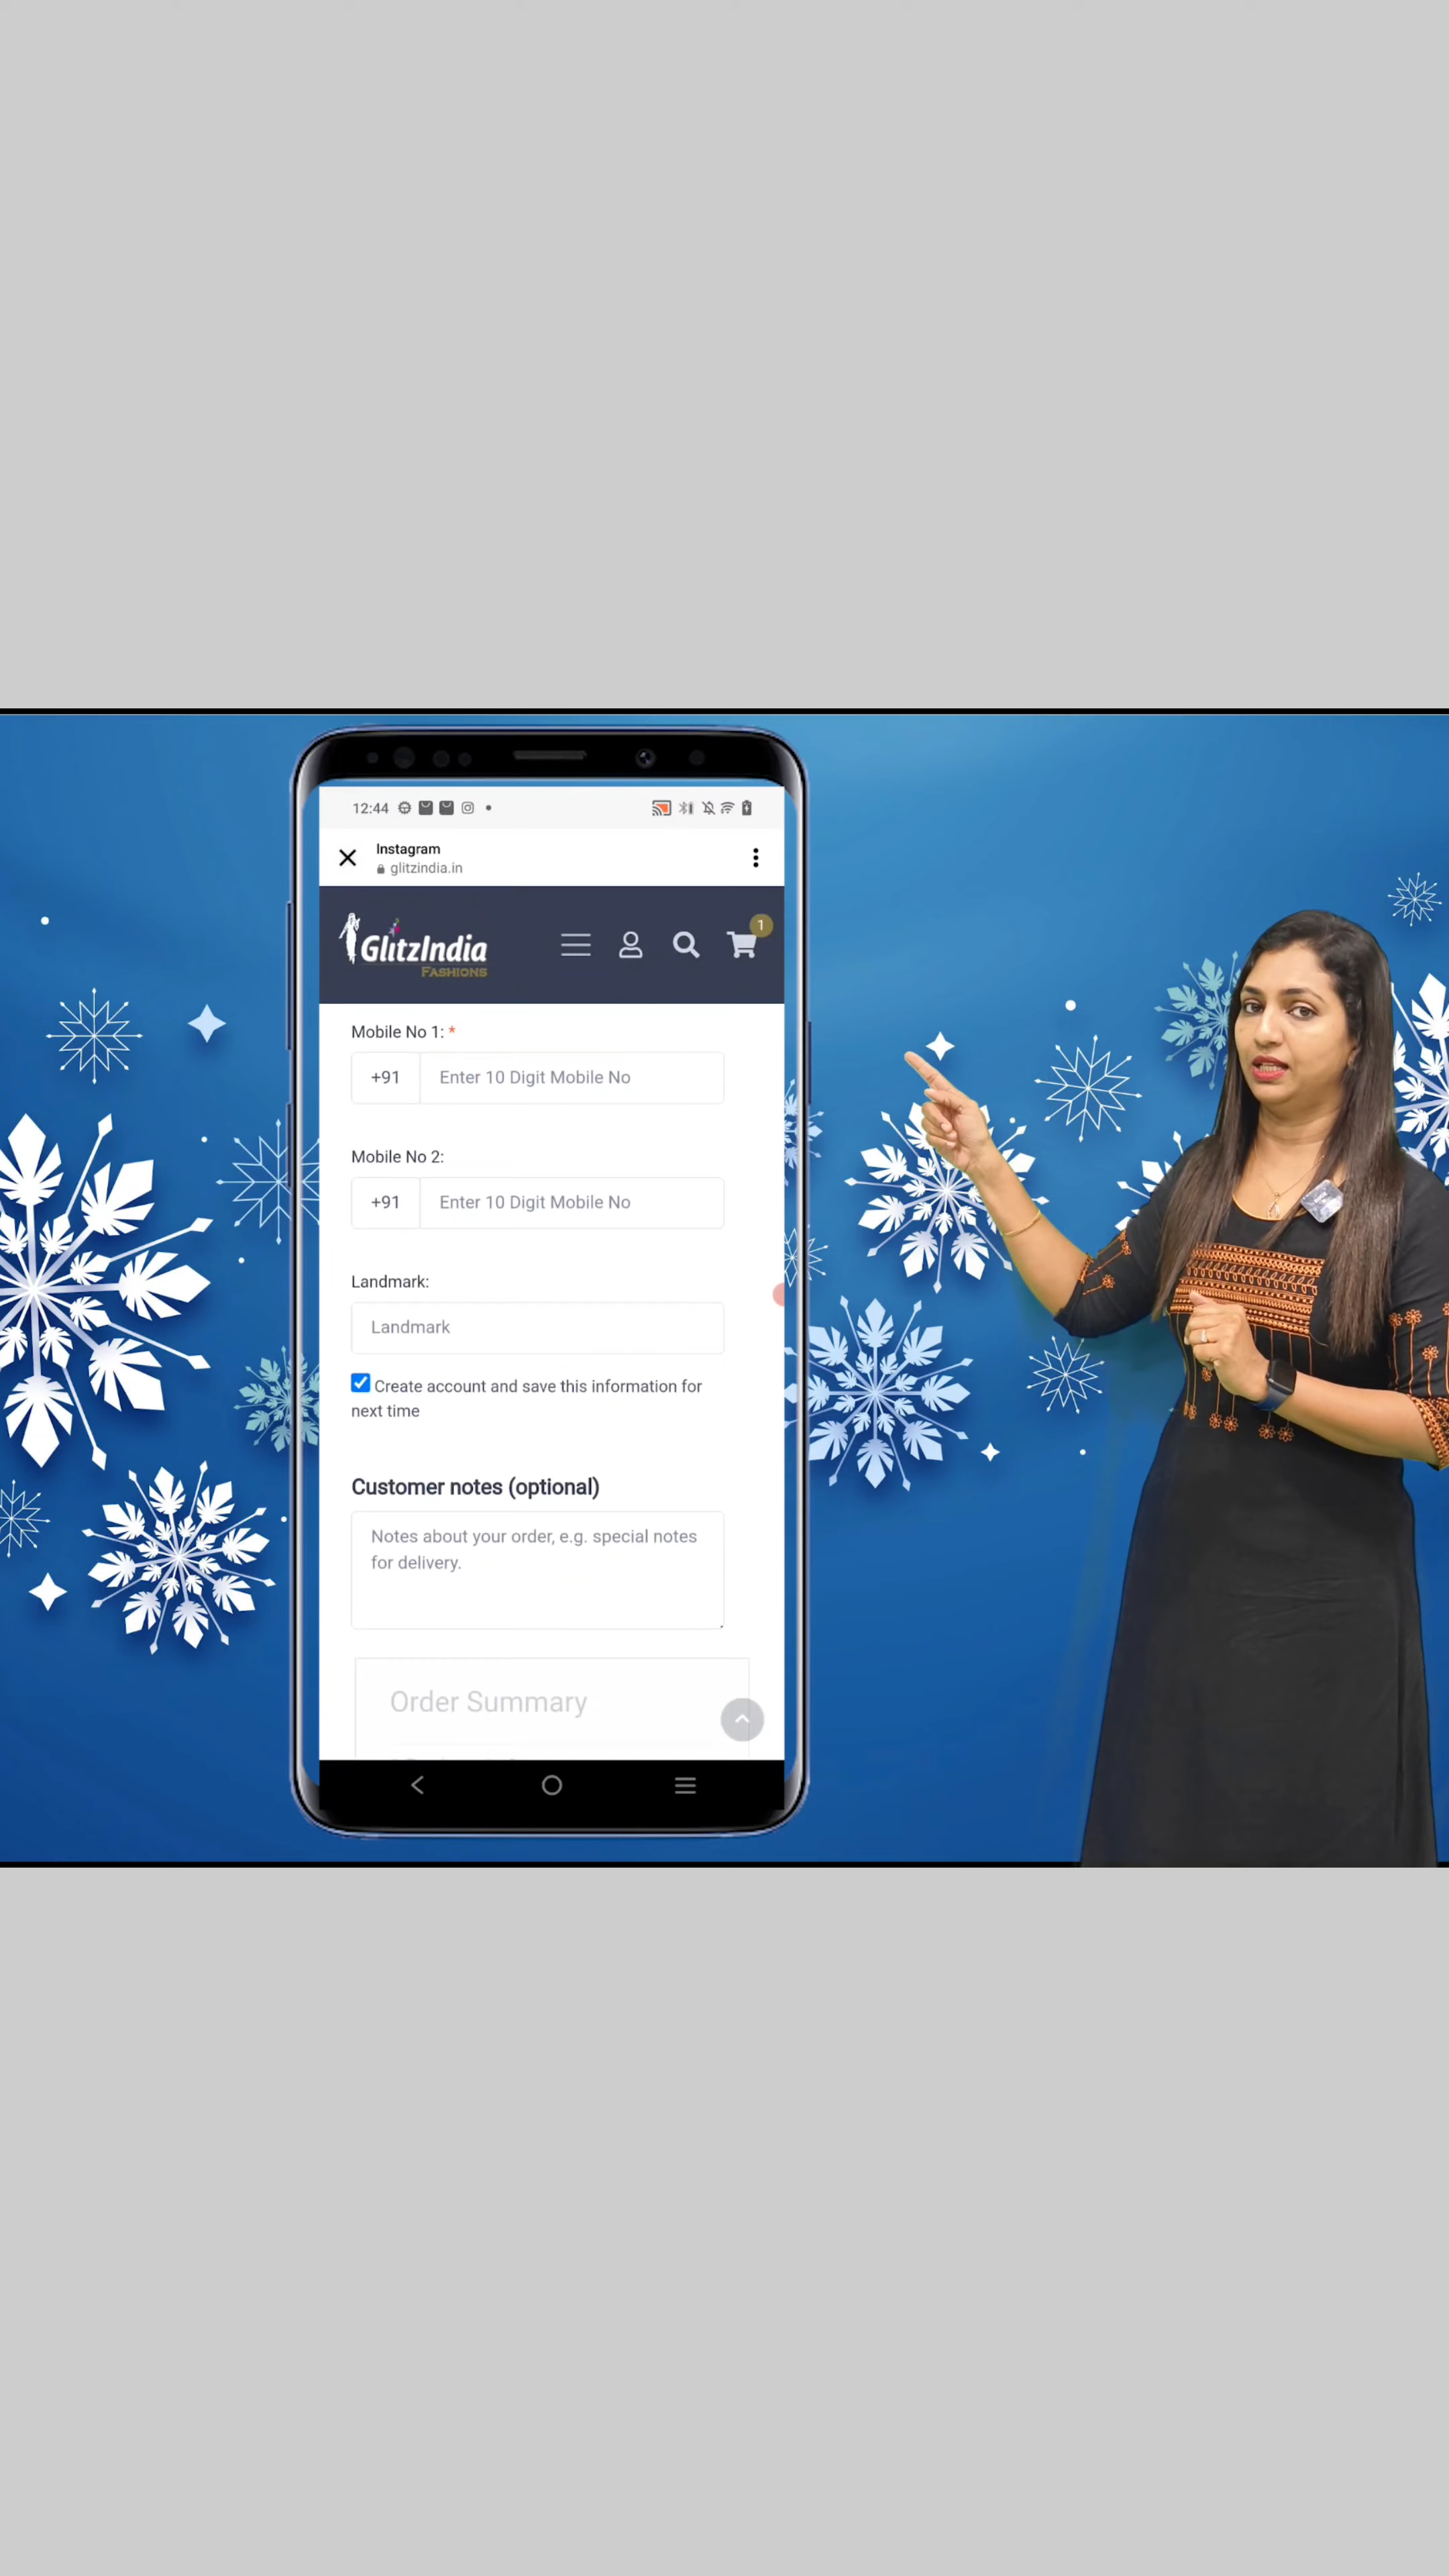 12:44
Instagram
glitzindia.in
GlitzIndia
FASHIONS
1
Mobile No 1: *
+91 Enter 10 Digit Mobile No
Mobile No 2:
+91 Enter 10 Digit Mobile No
Landmark:
Landmark
Create account and save this information for
next time
Customer notes (optional)
Notes about your order, e.g. special notes
for delivery.
Order Summary